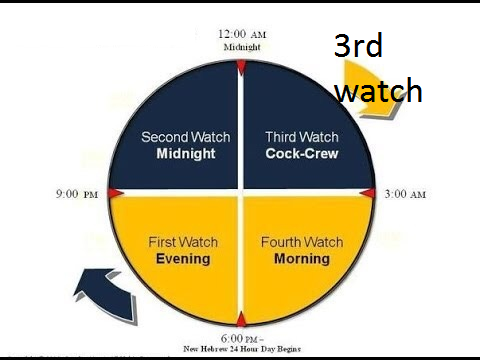 12:00 AM
Midnight
3rd
watch
Second Watch
Midnight
Third Watch
Cock-Crew
9:00 PM
3:00 AM
First Watch
Evening
Fourth Watch
Morning
6:00 PM –
New Hebrew 24 Hour Day Begins